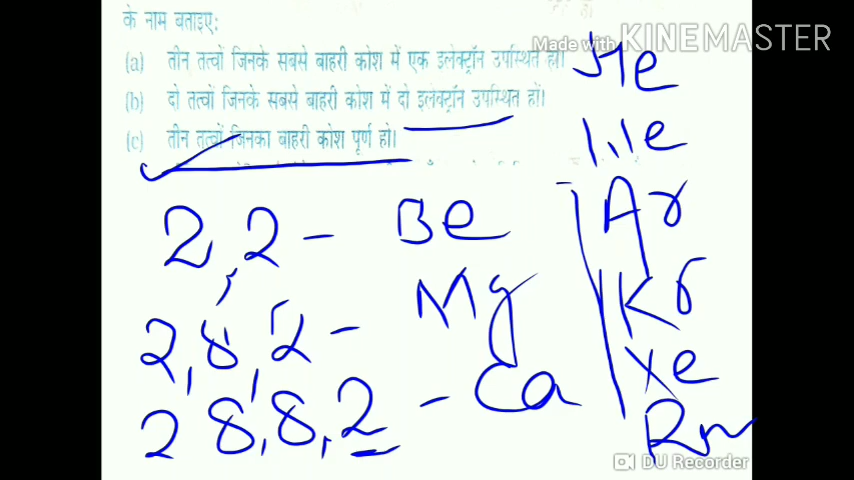 के नाम बताइए:
Made with KINEMASTER
(a) तीन तत्वों जिनके सबसे बाहरी कोश में एक इलेक्ट्रॉन उपस्थित हो।
(b) दो तत्वों जिनके सबसे बाहरी कोश में दो इलेक्ट्रॉन उपस्थित हों।
(c) तीन तत्वों जिनका बाहरी कोश पूर्ण हो।
He
Ne
Ar
Kr
Xe
Rn
2,2 - Be
2,8,2 - Mg
2 8,8,2 - Ca
DU Recorder